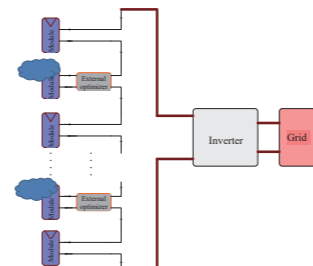 Module
Module
External
optimizer
Module
Inverter
Grid
Module
External
optimizer
Module